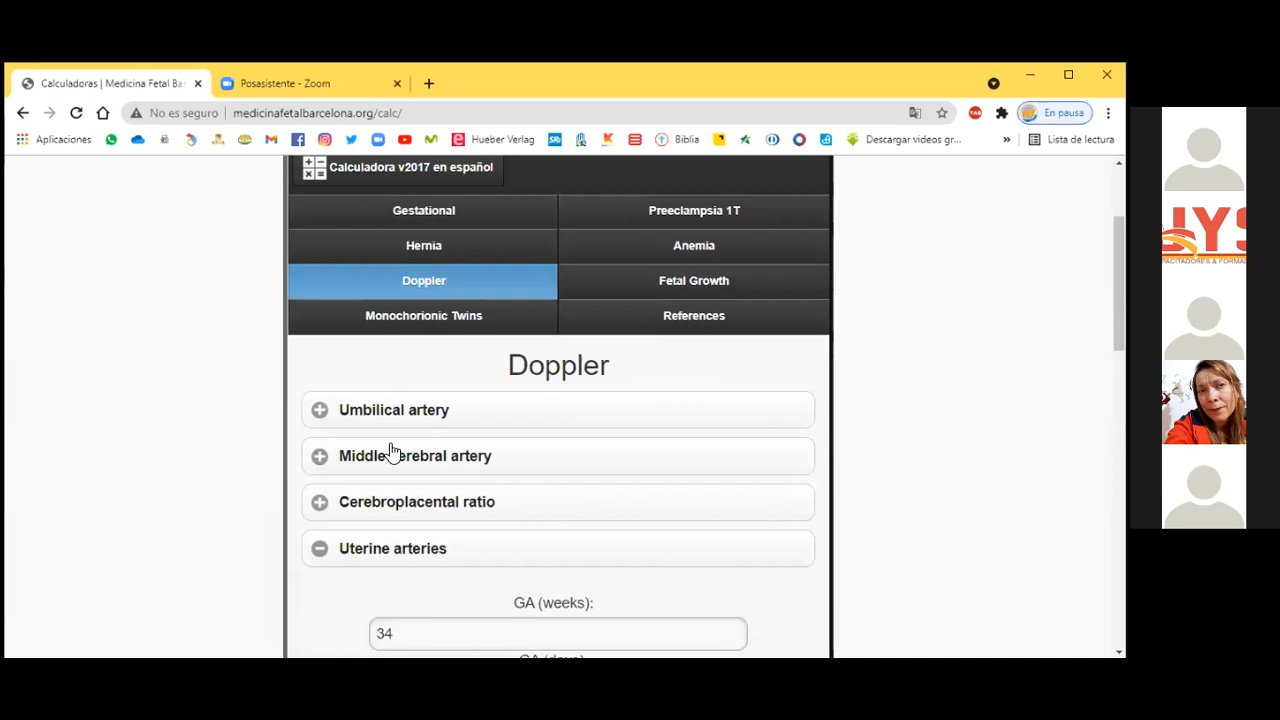 Calculadoras | Medicina Fetal Bar
Posasistente - Zoom
No es seguro
medicinafetalbarcelona.org/calc/
En pausa
Aplicaciones
Hueber Verlag
Biblia
Descargar videos gr...
»
Lista de lectura
Calculadora v2017 en español
Gestational
Preeclampsia 1T
Hernia
Anemia
Doppler
Fetal Growth
Monochorionic Twins
References
Doppler
Umbilical artery
Middle cerebral artery
Cerebroplacental ratio
Uterine arteries
GA (weeks):
34